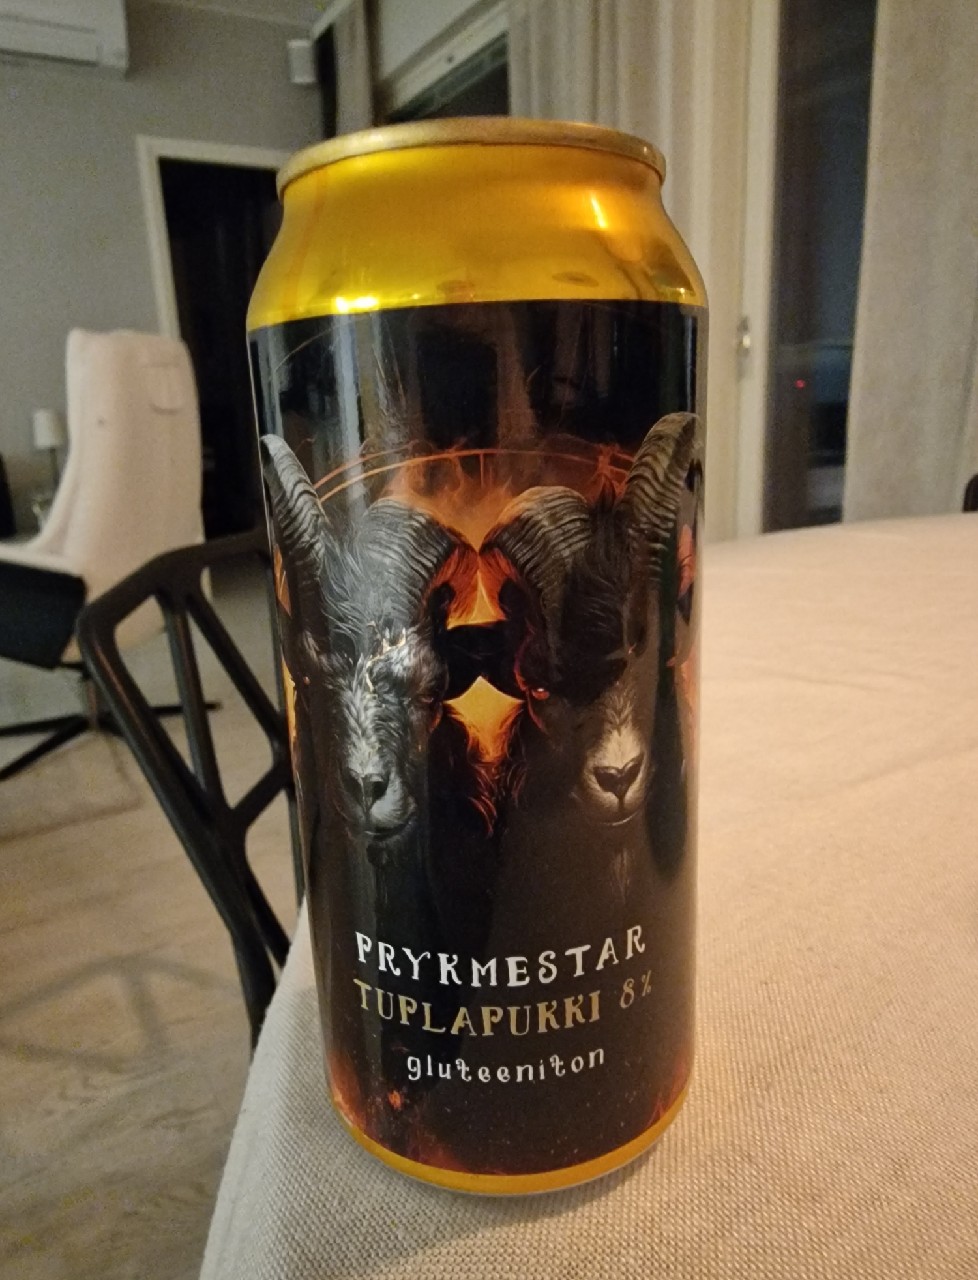 PRYKMESTAR
TUPLAPUKKI 8%
gluteeniton